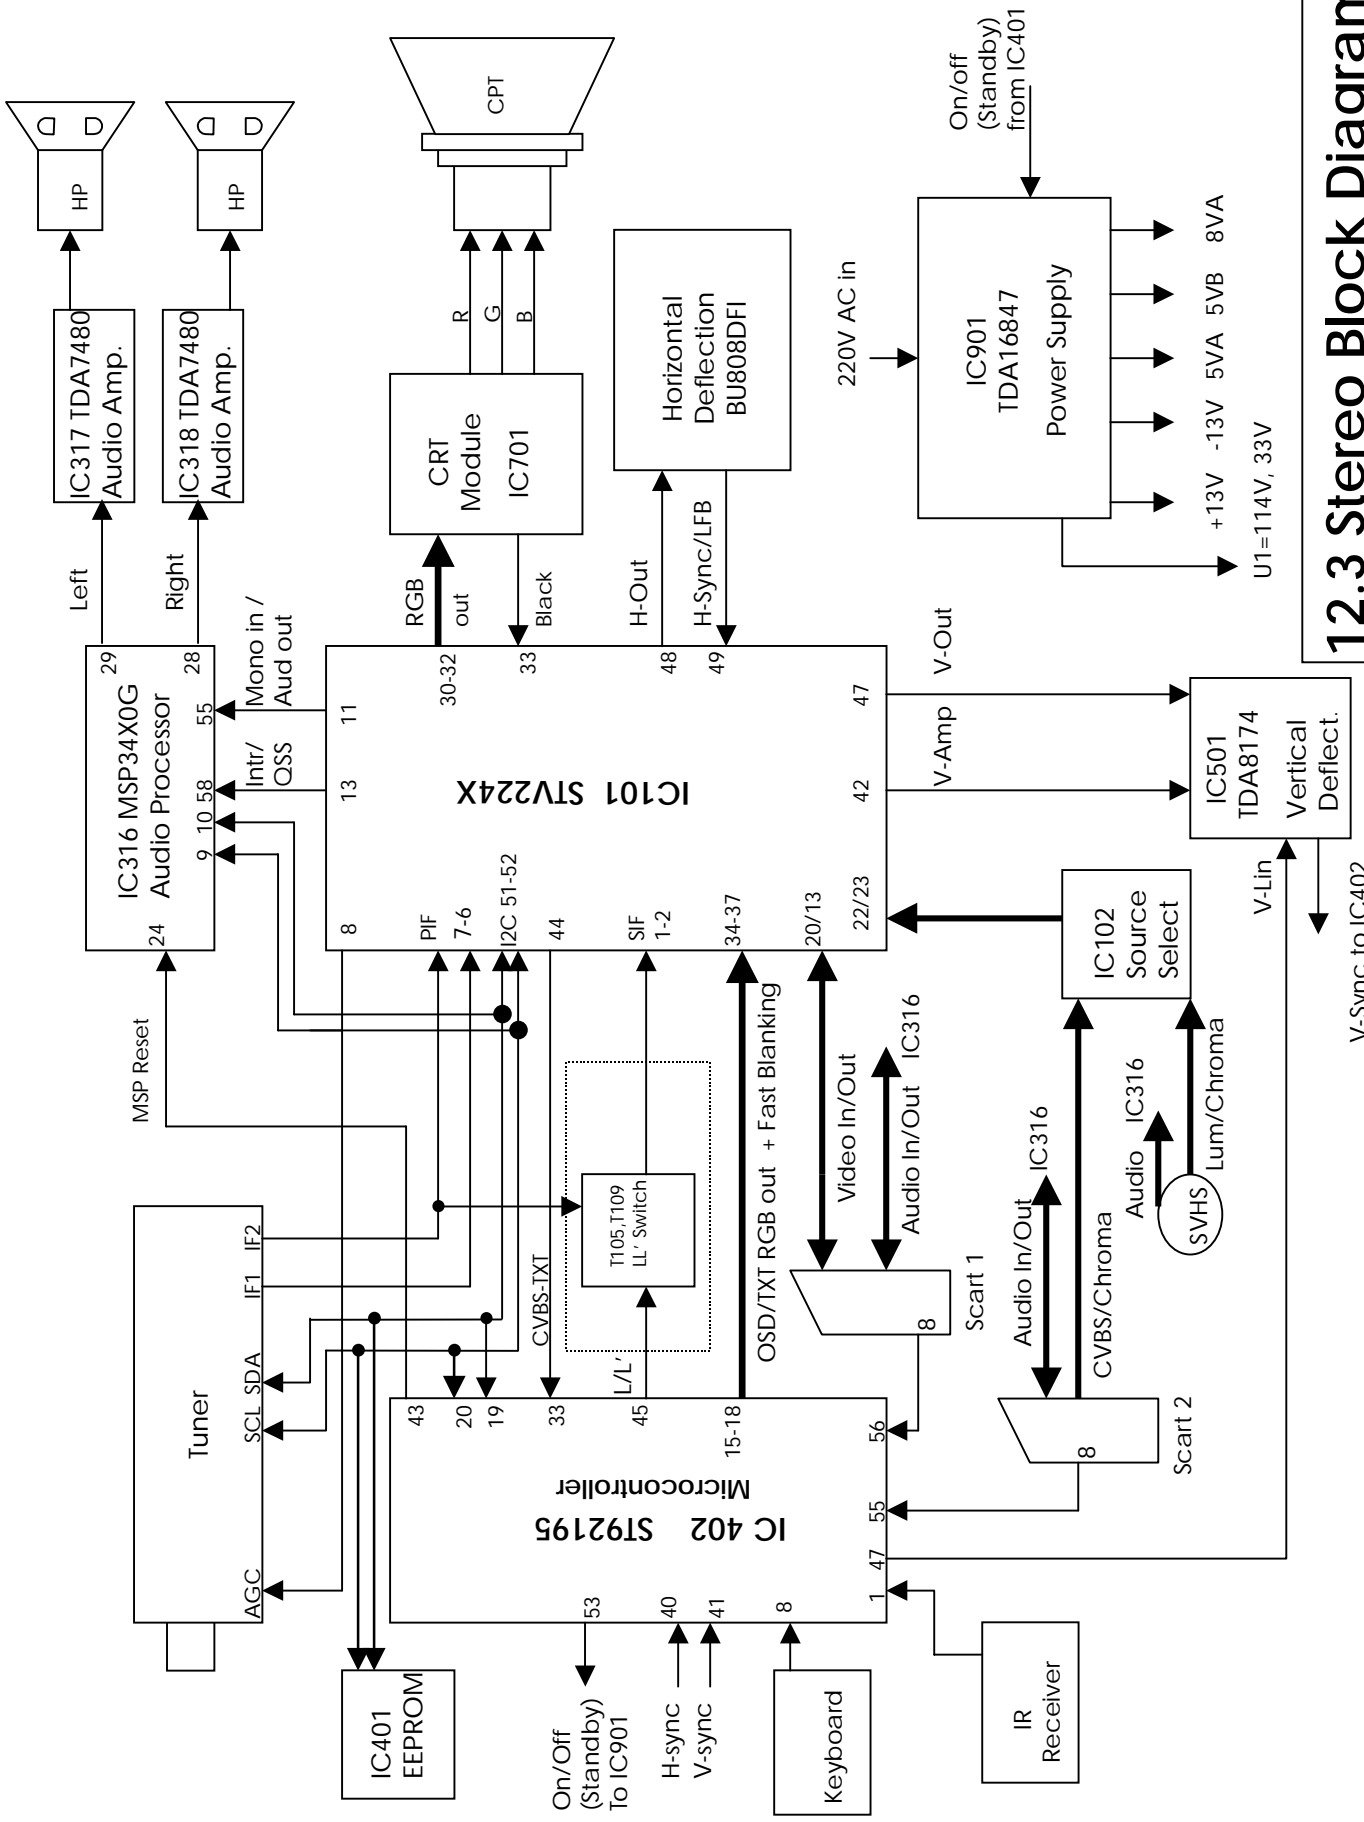 12.3 Stereo Block Diagram
Tuner
AGC
SCL
SDA
IF1
IF2
MSP Reset
IC316 MSP34X0G
Audio Processor
24
9
10
58
55
29
28
Left
Right
IC317 TDA7480
Audio Amp.
IC318 TDA7480
Audio Amp.
HP
HP
Intr/
QSS
Mono in /
Aud out
IC401
EEPROM
IC 402 ST92195
Microcontroller
43
20
19
33
45
15-18
53
40
41
8
1
47
55
56
On/Off
(Standby)
To IC901
H-sync
V-sync
Keyboard
IR
Receiver
CVBS-TXT
L/L'
T105,T109
LL' Switch
OSD/TXT RGB out + Fast Blanking
IC101 STV224X
8
13
11
PIF
7-6
I2C 51-52
44
SIF
1-2
34-37
20/13
22/23
30-32
33
48
49
42
47
RGB
out
Black
CRT
Module
IC701
R
G
B
CPT
H-Out
H-Sync/LFB
Horizontal
Deflection
BU808DFI
Video In/Out
Audio In/Out IC316
8
Scart 1
Audio In/Out
IC316
CVBS/Chroma
8
Scart 2
Audio IC316
SVHS
Lum/Chroma
IC102
Source
Select
V-Amp
V-Out
V-Lin
IC501
TDA8174
Vertical
Deflect.
V-Sync to IC402
220V AC in
On/off
(Standby)
from IC401
IC901
TDA16847
Power Supply
+13V -13V 5VA 5VB 8VA
U1=114V, 33V